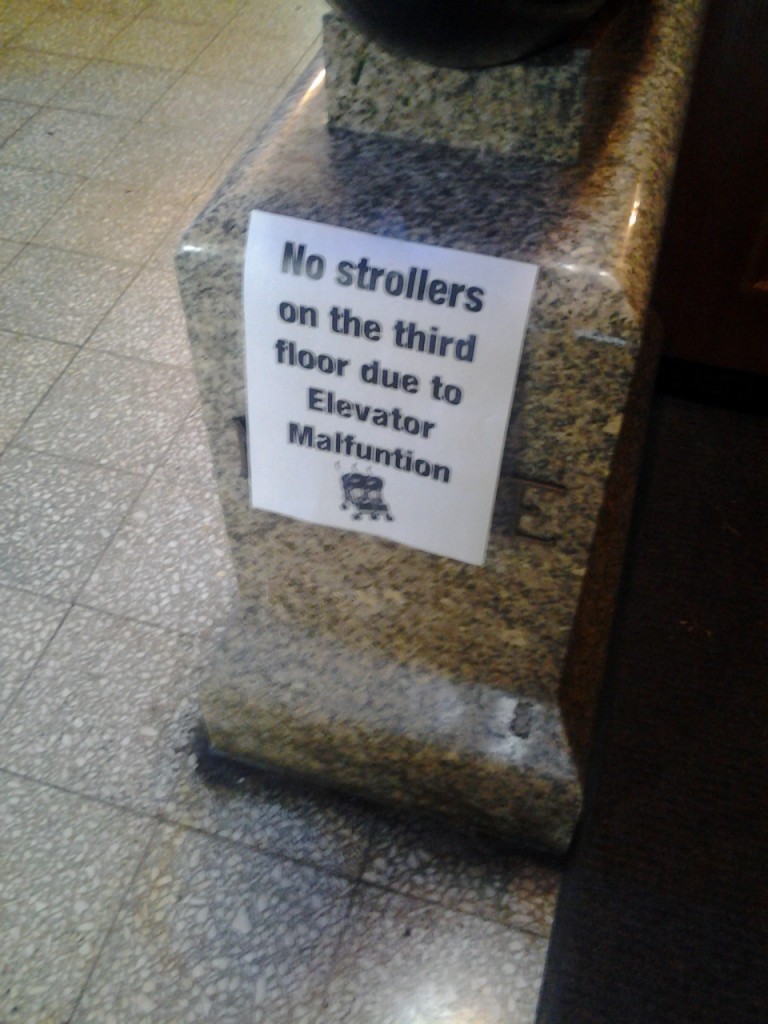 No strollers
on the third
floor due to
Elevator
Malfuntion